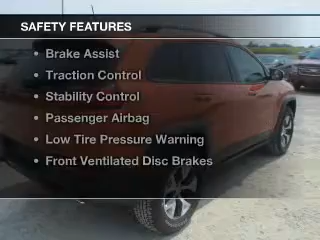 SAFETY FEATURES
• Brake Assist
• Traction Control
• Stability Control
• Passenger Airbag
• Low Tire Pressure Warning
• Front Ventilated Disc Brakes